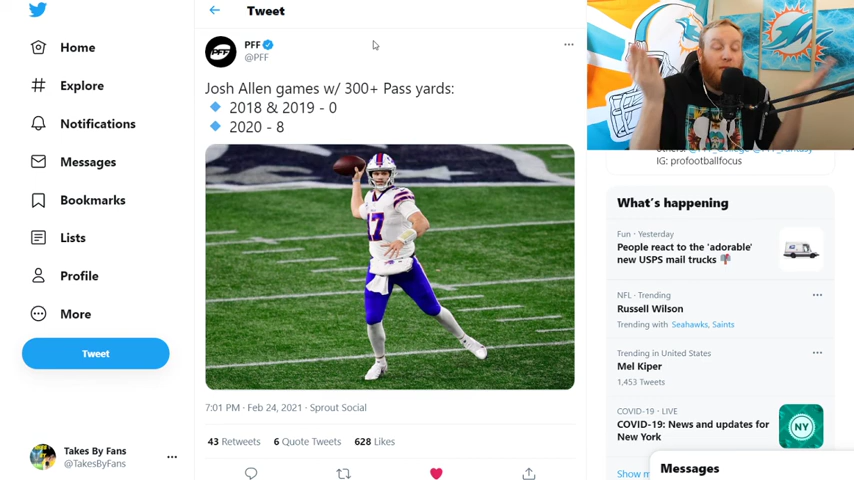 Tweet
Home
Explore
Notifications
Messages
Bookmarks
Lists
Profile
More
Tweet
Takes By Fans
@TakesByFans
PFF
@PFF
Josh Allen games w/ 300+ Pass yards:
2018 & 2019 - 0
2020 - 8
17
7:01 PM · Feb 24, 2021 · Sprout Social
43 Retweets 6 Quote Tweets 628 Likes
IG: profootballfocus
What's happening
Fun · Yesterday
People react to the 'adorable'
new USPS mail trucks
NFL · Trending
Russell Wilson
Trending with Seahawks, Saints
Trending in United States
Mel Kiper
1,453 Tweets
COVID-19 · LIVE
COVID-19: News and updates for
New York
NY
Show
Messages